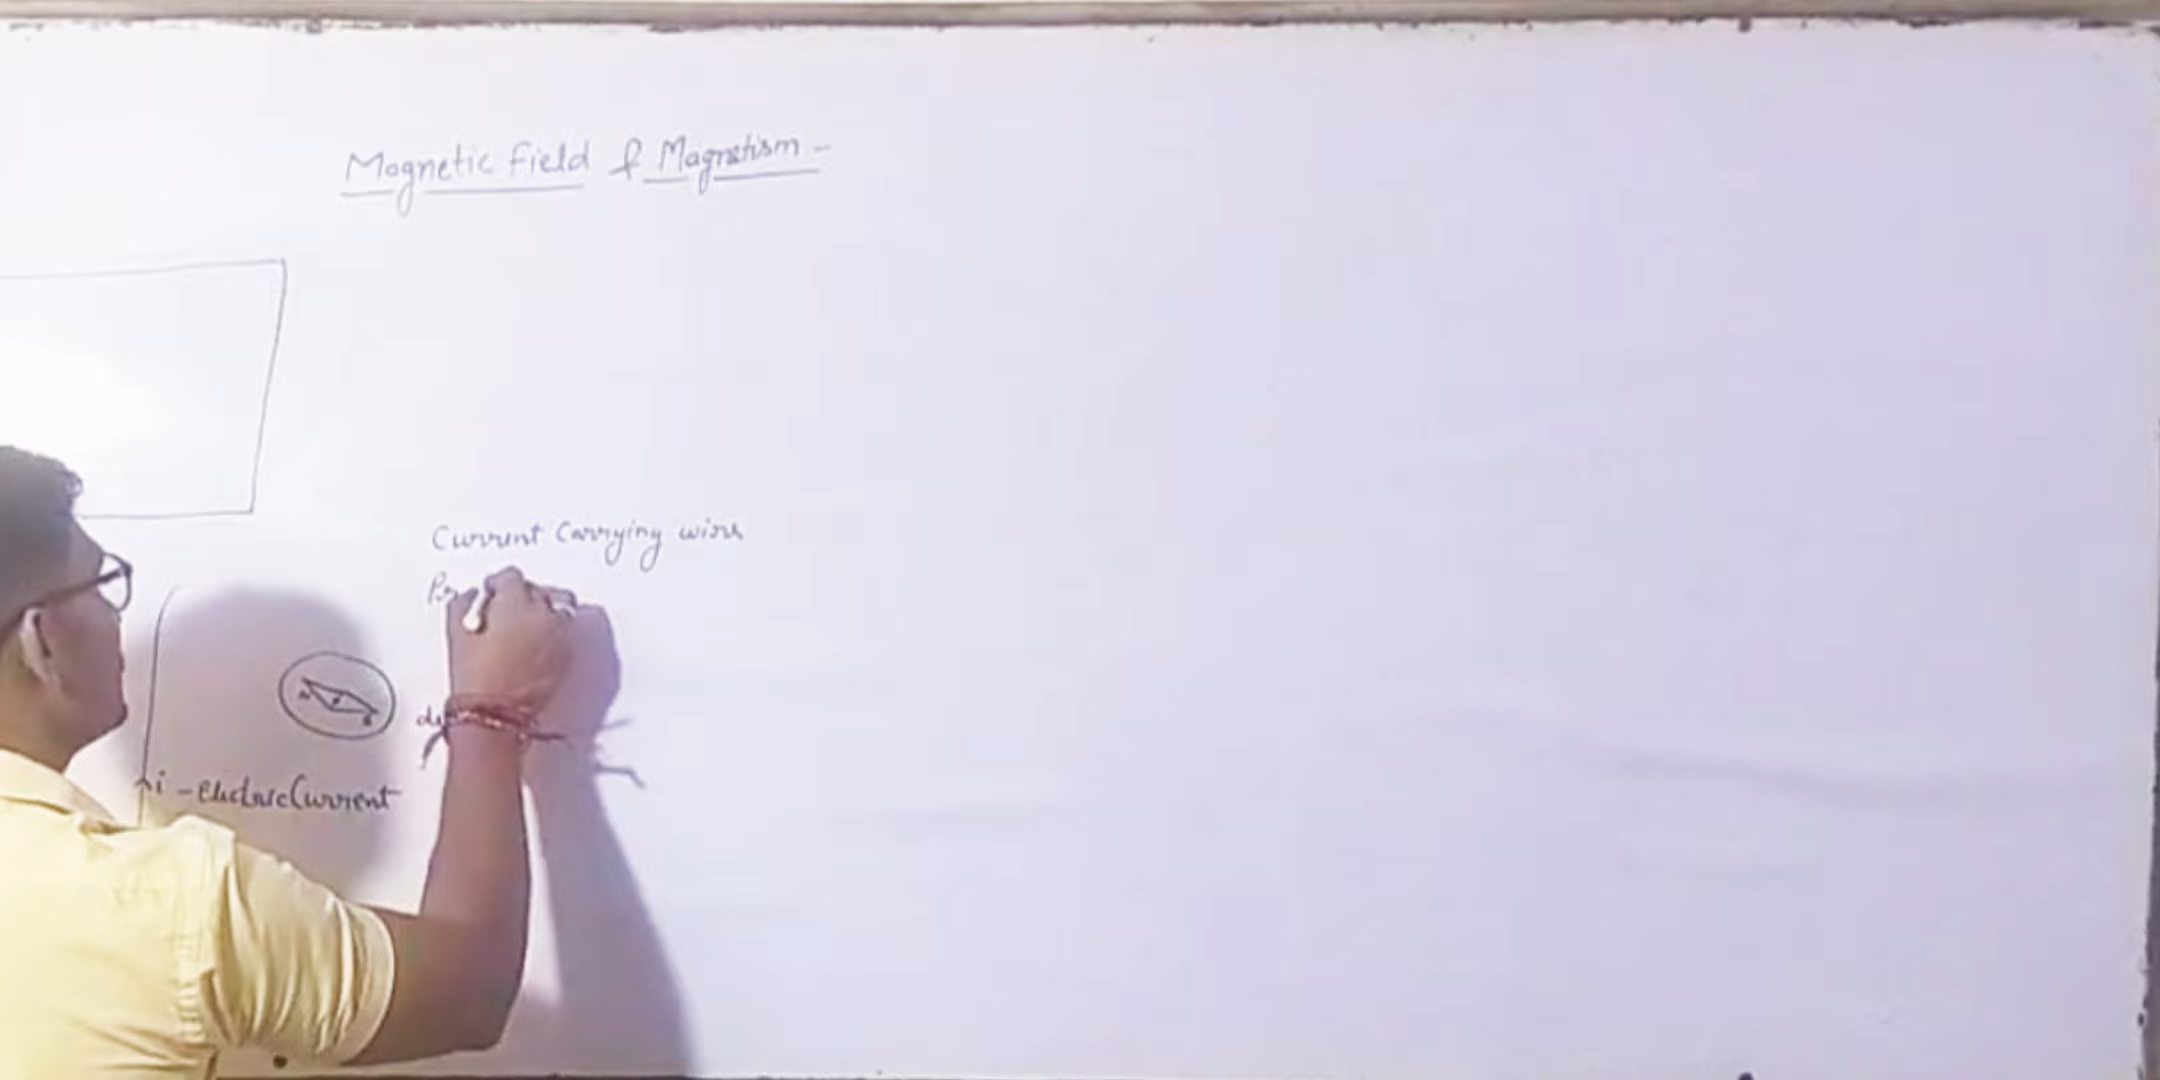 Magnetic Field & Magnetism -
Current Carrying wire
i - Electric Current